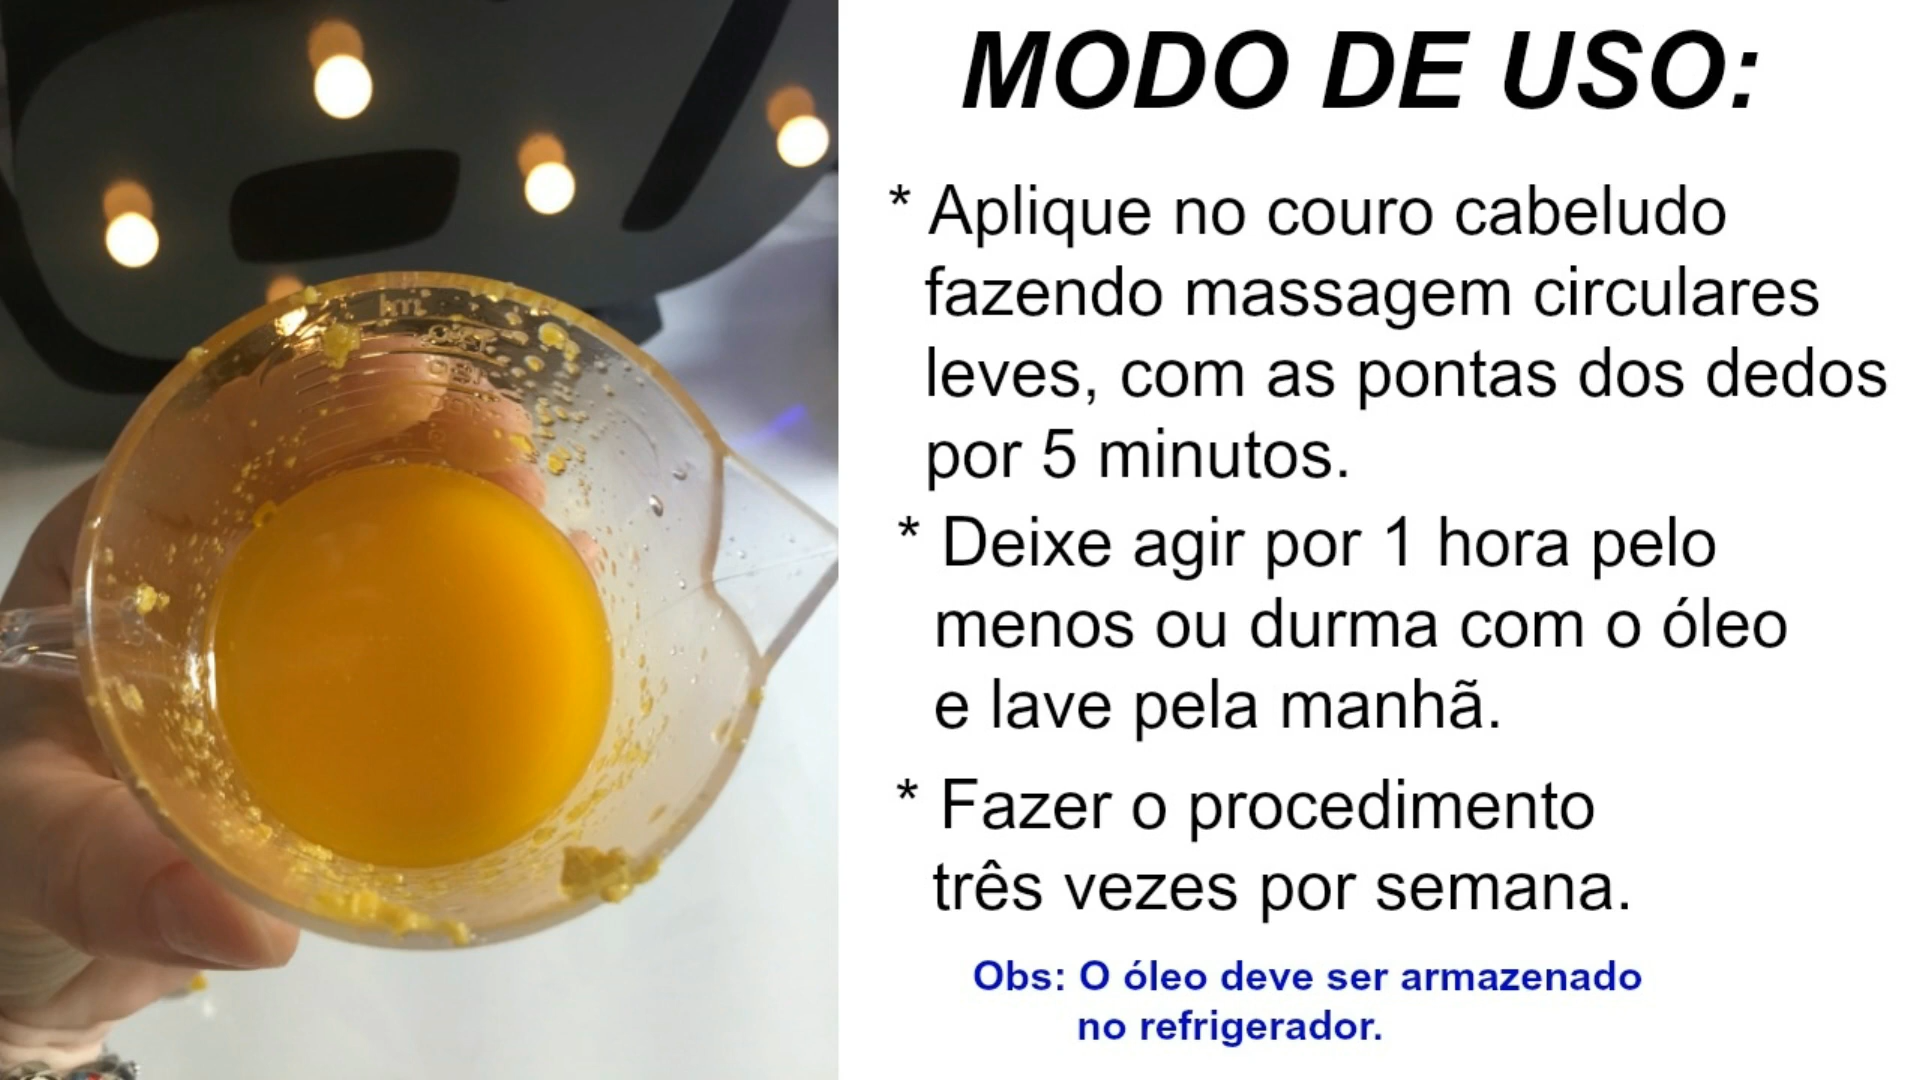 MODO DE USO:
* Aplique no couro cabeludo
fazendo massagem circulares
leves, com as pontas dos dedos
por 5 minutos.
* Deixe agir por 1 hora pelo
menos ou durma com o óleo
e lave pela manhã.
* Fazer o procedimento
três vezes por semana.
Obs: O óleo deve ser armazenado
no refrigerador.